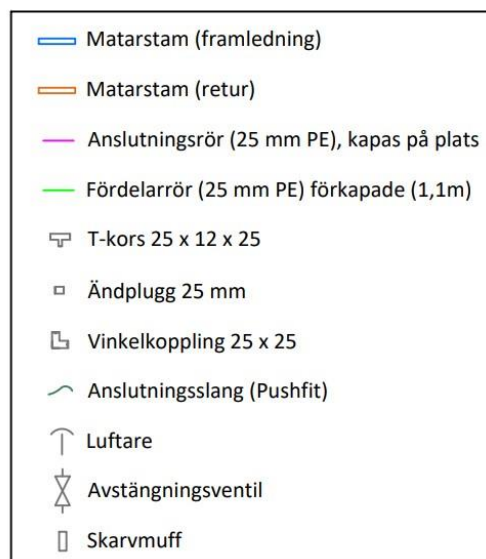 Matarstam (framledning)
Matarstam (retur)
Anslutningsrör (25 mm PE), kapas på plats
Fördelarrör (25 mm PE) förkapade (1,1m)
T-kors 25 x 12 x 25
Ändplugg 25 mm
Vinkelkoppling 25 x 25
Anslutningsslang (Pushfit)
Luftare
Avstängningsventil
Skarvmuff